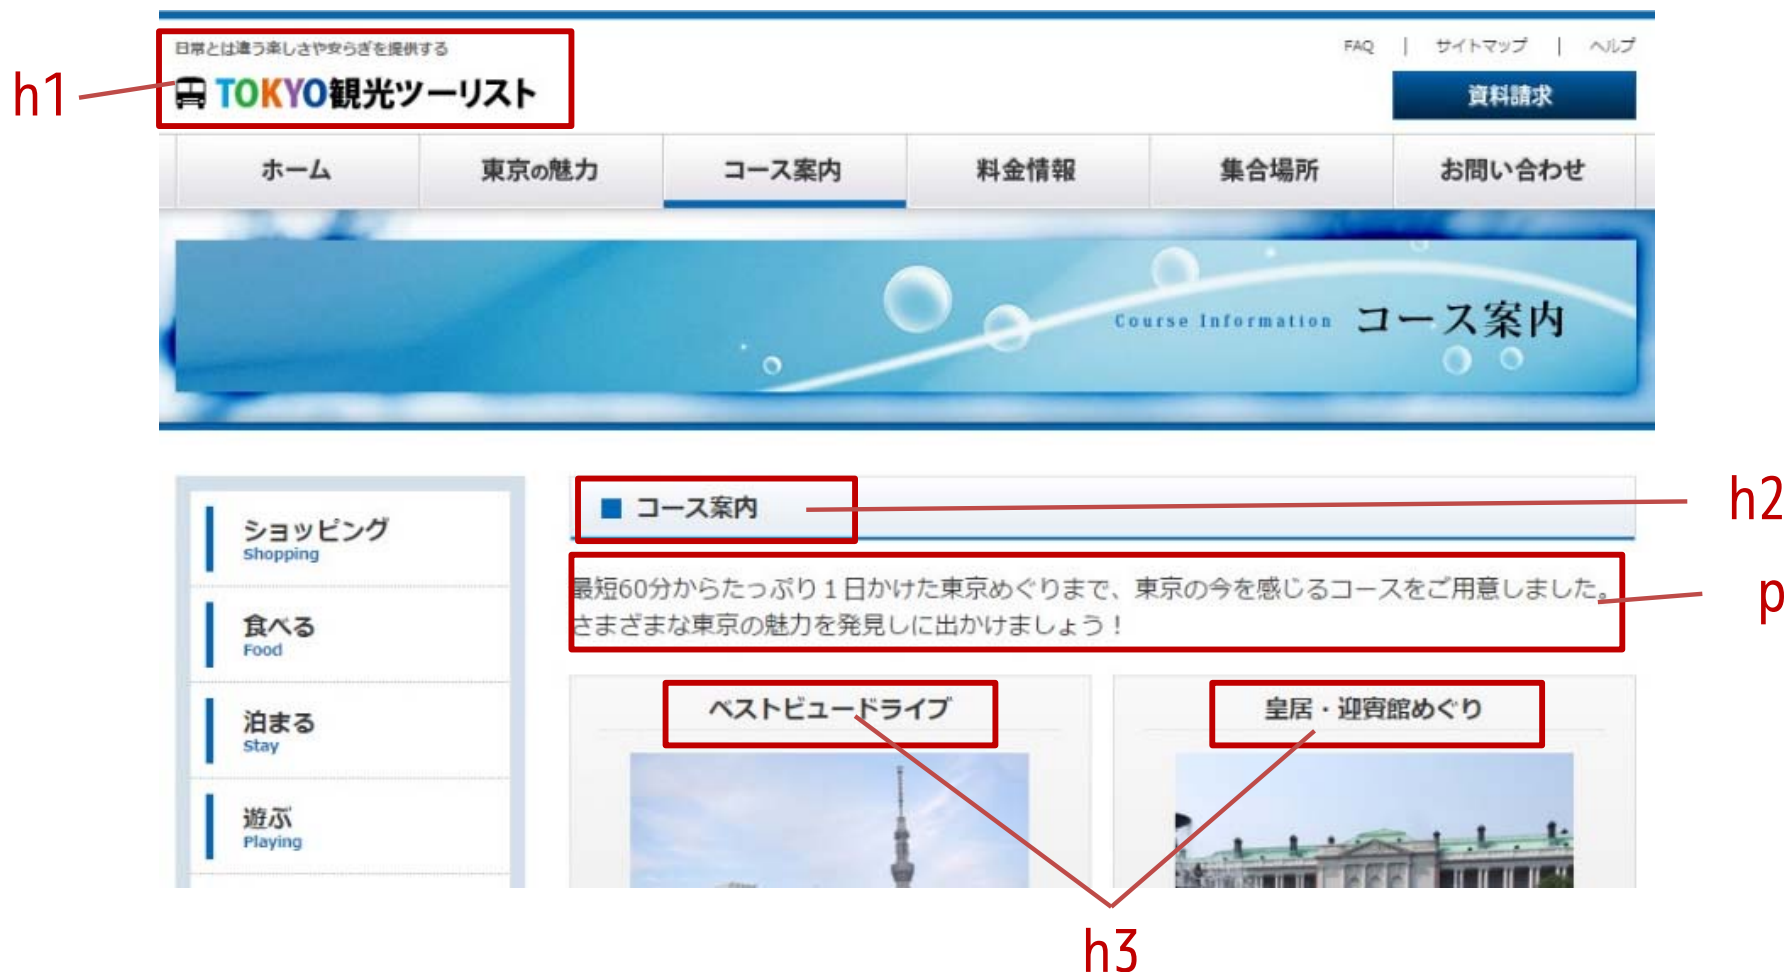 日常とは違う楽しさや安らぎを提供する
FAQ | サイトマップ | ヘルプ
h1
TOKYO観光ツーリスト
資料請求
ホーム 東京の魅力 コース案内 料金情報 集合場所 お問い合わせ
Course Information コース案内
ショッピング
Shopping
食べる
Food
泊まる
Stay
遊ぶ
Playing
■ コース案内
h2
最短60分からたっぷり1日かけた東京めぐりまで、東京の今を感じるコースをご用意しました。
さまざまな東京の魅力を発見しに出かけましょう！
p
ベストビュードライブ
皇居・迎賓館めぐり
h3